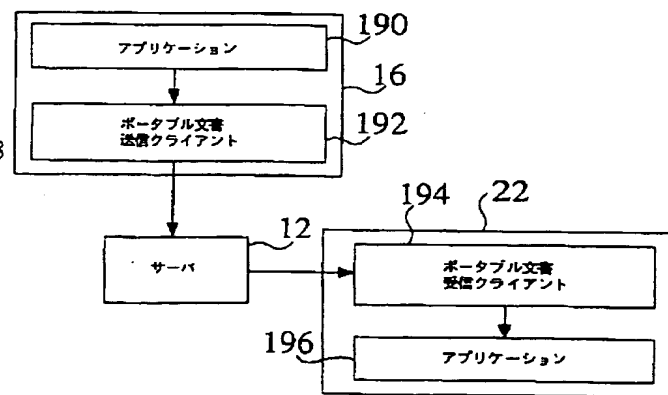 190
アプリケーション
16
ポータブル文書
送信クライアント
192
194
22
12
サーバ
ポータブル文書
受信クライアント
196
アプリケーション